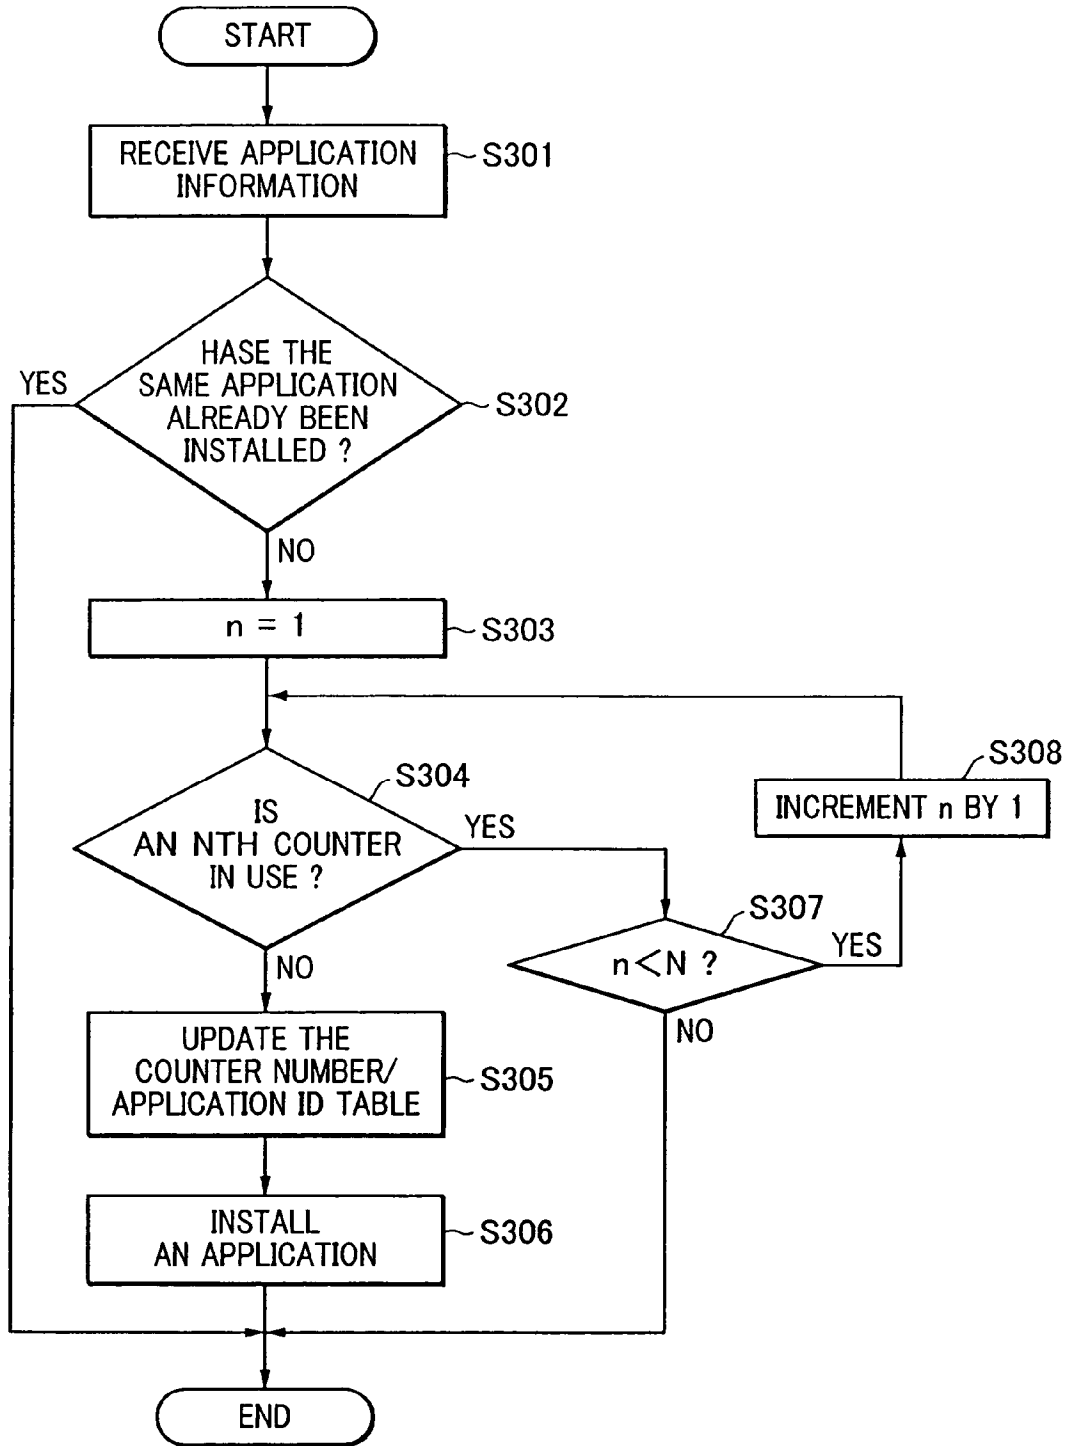 START
RECEIVE APPLICATION
INFORMATION
S301
HASE THE
SAME APPLICATION
ALREADY BEEN
INSTALLED ?
YES
S302
NO
n = 1
S303
IS
AN NTH COUNTER
IN USE ?
S304
YES
S308
INCREMENT n BY 1
S307
n<N ?
YES
NO
NO
UPDATE THE
COUNTER NUMBER/
APPLICATION ID TABLE
S305
INSTALL
AN APPLICATION
S306
END